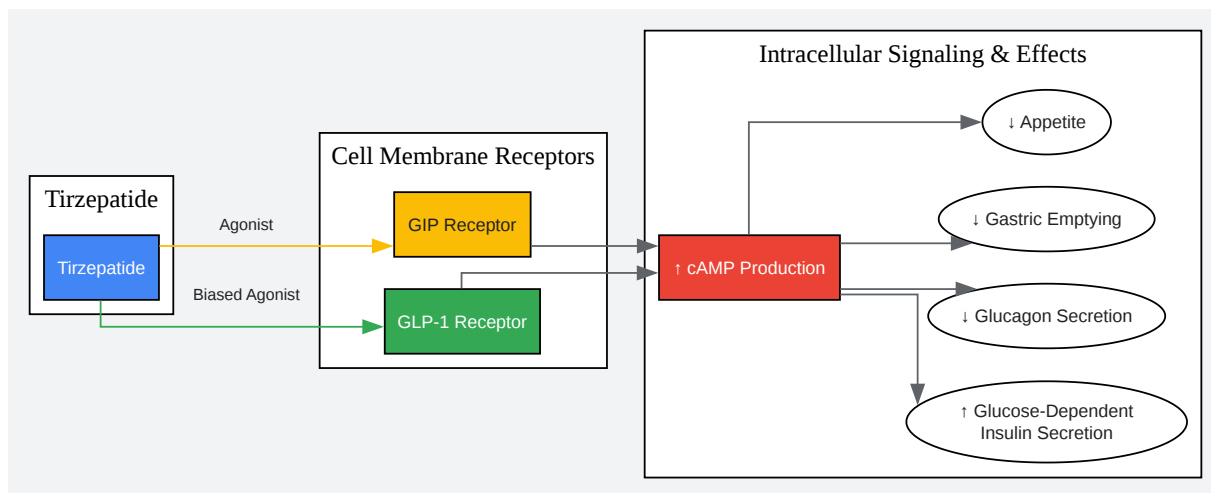 Tirzepatide
Tirzepatide
Agonist
Biased Agonist
Cell Membrane Receptors
GIP Receptor
GLP-1 Receptor
Intracellular Signaling & Effects
↑ cAMP Production
↓ Appetite
↓ Gastric Emptying
↓ Glucagon Secretion
↑ Glucose-Dependent
Insulin Secretion